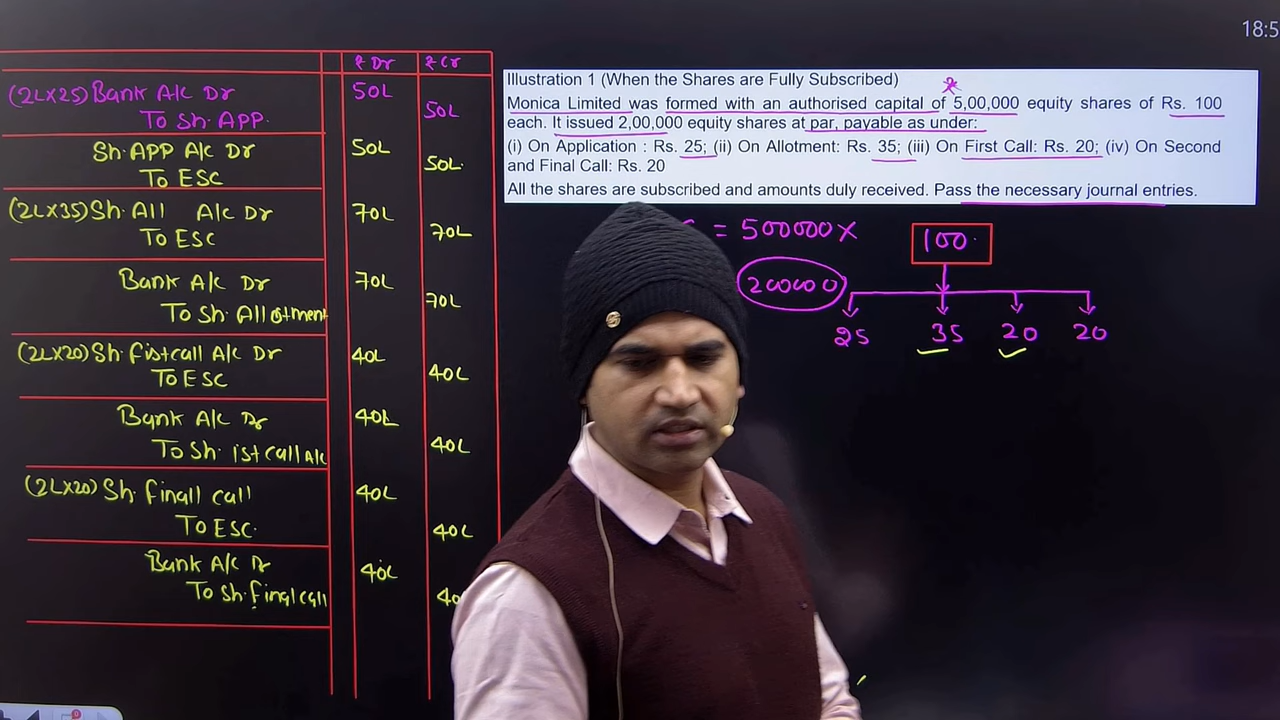 18:5
₹ Dr ₹ Cr
(2L×25) Bank A/c Dr 50L
To Sh. APP. 50L
Sh. APP A/c Dr 50L
To ESC 50L.
(2L×35) Sh. All A/c Dr 70L
To ESC 70L
Bank A/c Dr 70L
To Sh. Allotment 70L
(2L×20) Sh. fistcall A/c Dr 40L
To ESC 40L
Bank A/c Dr 40L
To Sh. istcall A/c 40L
(2L×20) Sh. finall call 40L
To ESC. 40L
Bank A/c Dr 40L
To Sh. final call 40
Illustration 1 (When the Shares are Fully Subscribed)
Monica Limited was formed with an authorised capital of 5,00,000 equity shares of Rs. 100
each. It issued 2,00,000 equity shares at par, payable as under:
(i) On Application : Rs. 25; (ii) On Allotment: Rs. 35; (iii) On First Call: Rs. 20; (iv) On Second
and Final Call: Rs. 20
All the shares are subscribed and amounts duly received. Pass the necessary journal entries.
= 500000 ×
100.
200000
25 35 20 20